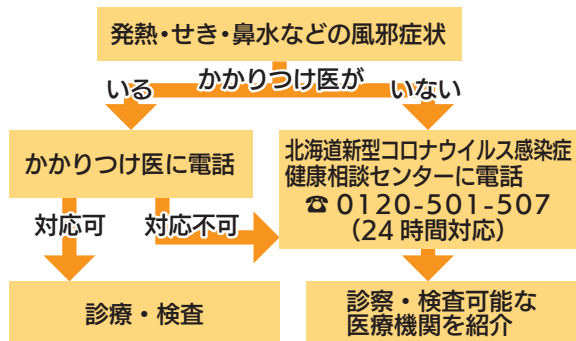 発熱・せき・鼻水などの風邪症状
かかりつけ医が
いる
いない
かかりつけ医に電話
北海道新型コロナウイルス感染症
健康相談センターに電話
☎ 0120-501-507
（24 時間対応）
対応可
対応不可
診療・検査
診察・検査可能な
医療機関を紹介